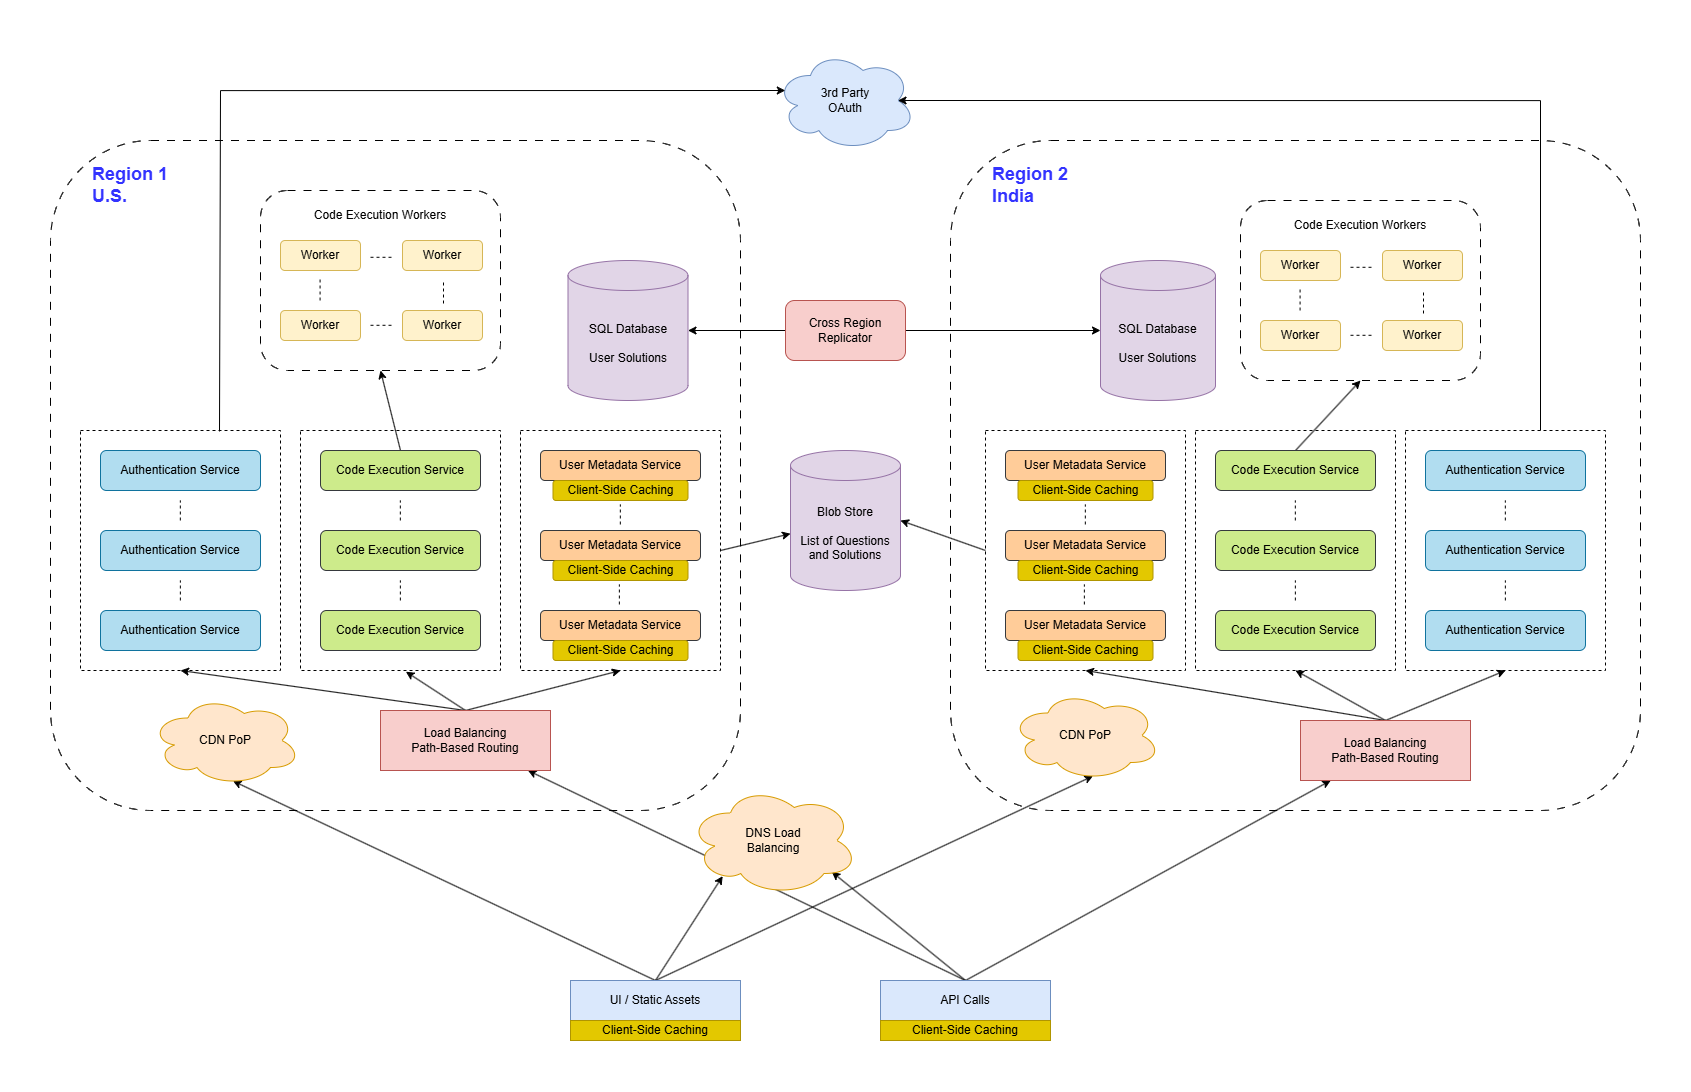 3rd Party
OAuth
Region 1
U.S.
Code Execution Workers
Worker
Worker
Worker
Worker
SQL Database
User Solutions
Cross Region
Replicator
Region 2
India
SQL Database
User Solutions
Code Execution Workers
Worker
Worker
Worker
Worker
Authentication Service
Authentication Service
Authentication Service
Code Execution Service
Code Execution Service
Code Execution Service
User Metadata Service
Client-Side Caching
User Metadata Service
Client-Side Caching
User Metadata Service
Client-Side Caching
Blob Store
List of Questions
and Solutions
User Metadata Service
Client-Side Caching
User Metadata Service
Client-Side Caching
User Metadata Service
Client-Side Caching
Code Execution Service
Code Execution Service
Code Execution Service
Authentication Service
Authentication Service
Authentication Service
CDN PoP
Load Balancing
Path-Based Routing
CDN PoP
Load Balancing
Path-Based Routing
DNS Load
Balancing
UI / Static Assets
Client-Side Caching
API Calls
Client-Side Caching